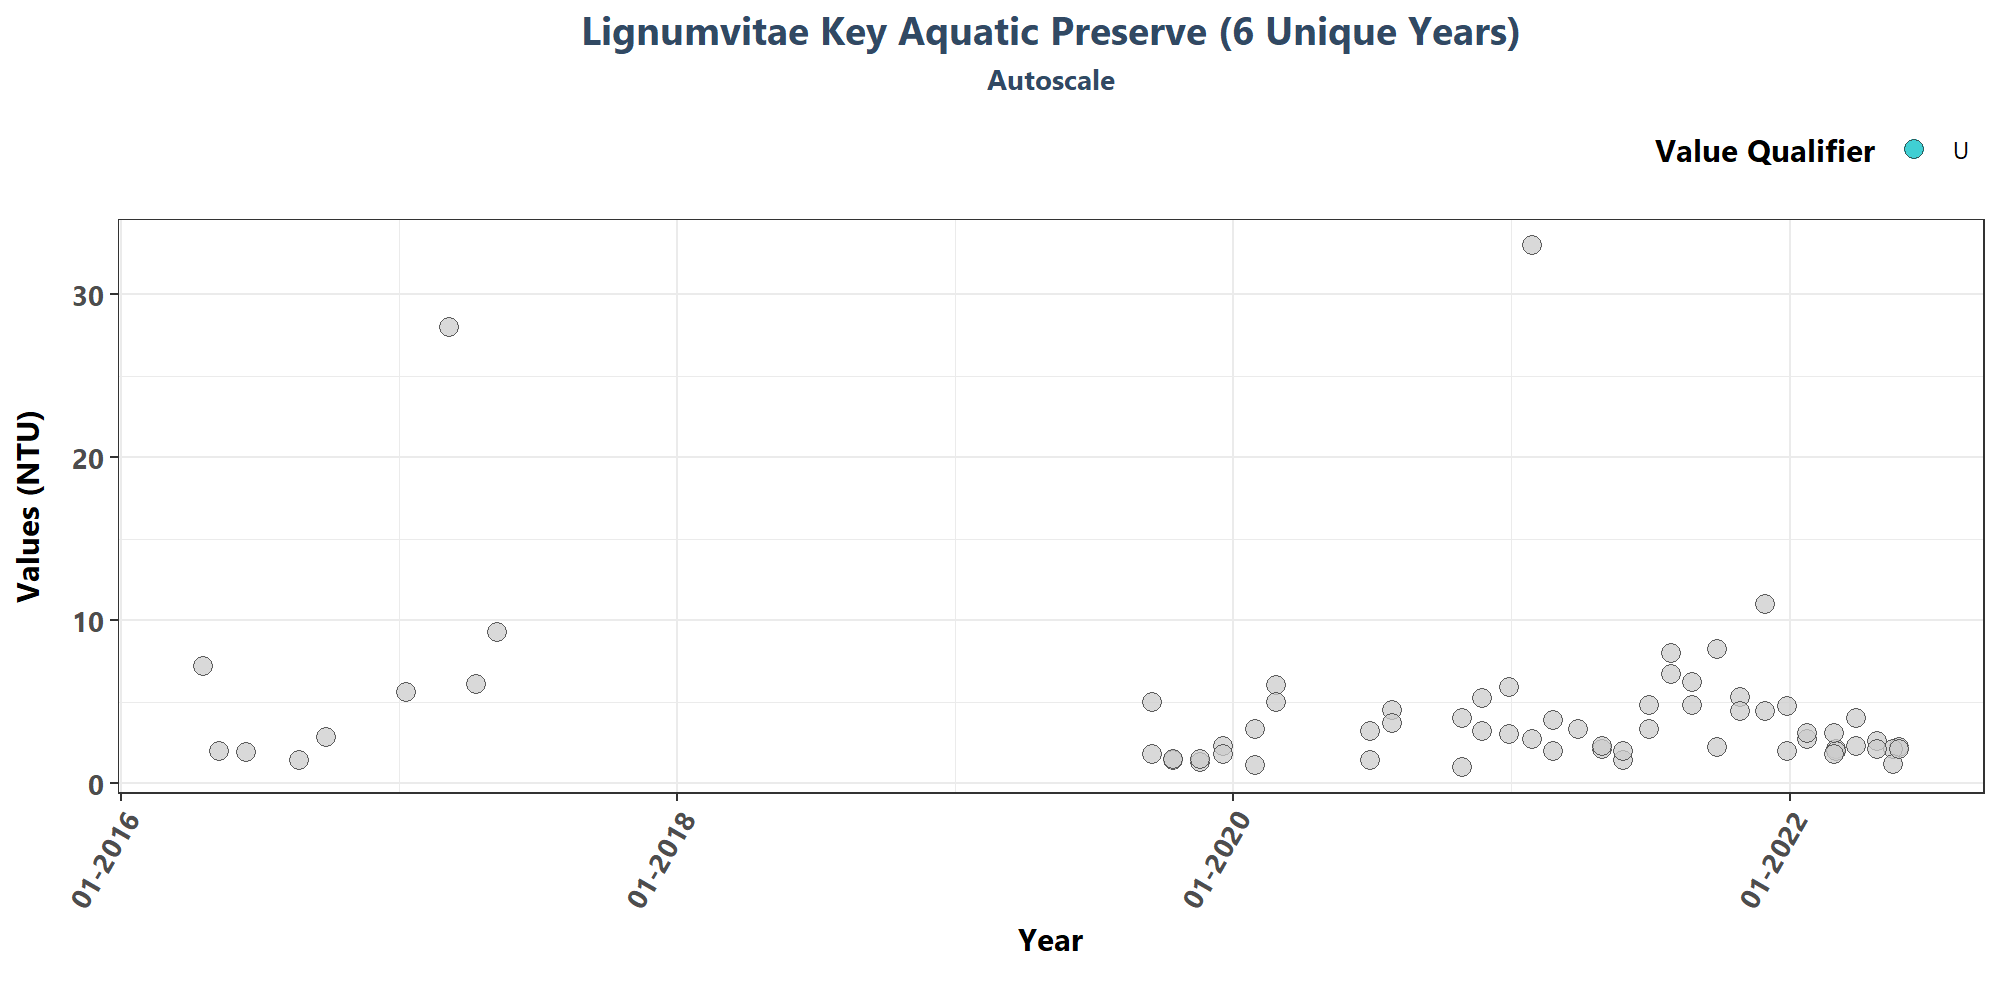 Lignumvitae Key Aquatic Preserve (6 Unique Years)
Autoscale
Value Qualifier U
30
20
10
0
Values (NTU)
01-2016
01-2018
01-2020
01-2022
Year